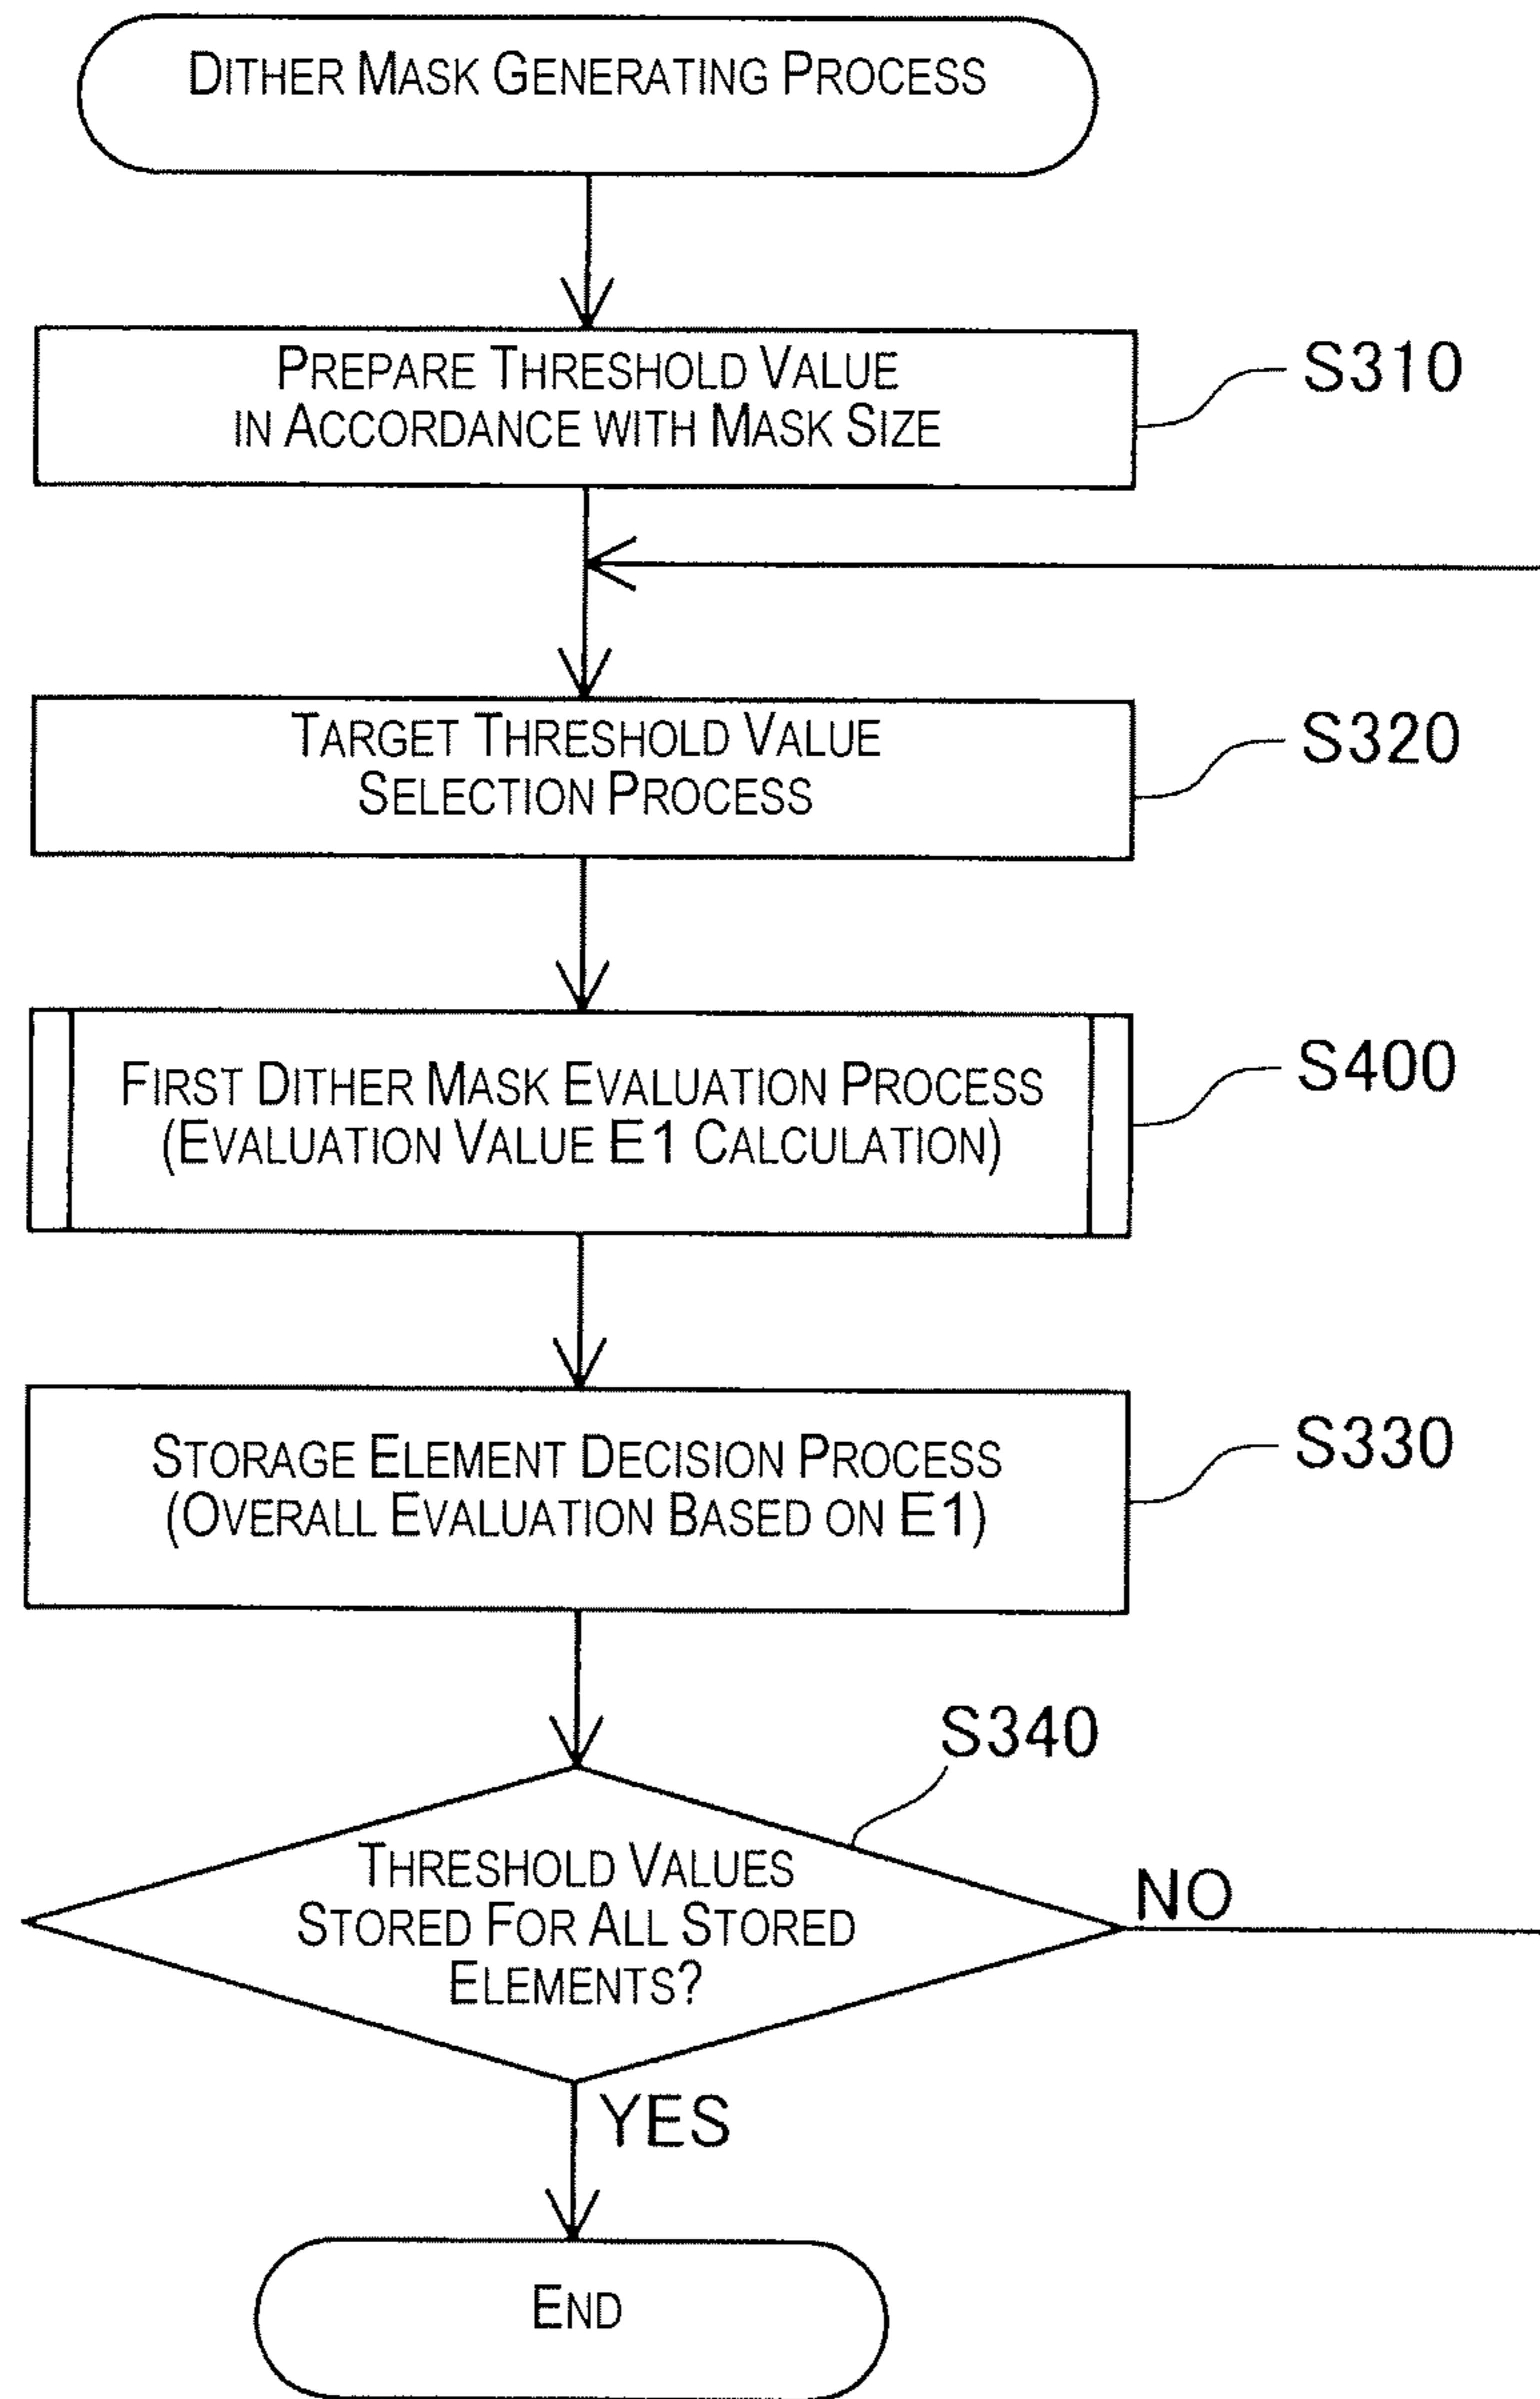 DITHER MASK GENERATING PROCESS
PREPARE THRESHOLD VALUE
IN ACCORDANCE WITH MASK SIZE
S310
TARGET THRESHOLD VALUE
SELECTION PROCESS
S320
FIRST DITHER MASK EVALUATION PROCESS
(EVALUATION VALUE E1 CALCULATION)
S400
STORAGE ELEMENT DECISION PROCESS
(OVERALL EVALUATION BASED ON E1)
S330
S340
THRESHOLD VALUES
STORED FOR ALL STORED
ELEMENTS?
NO
YES
END